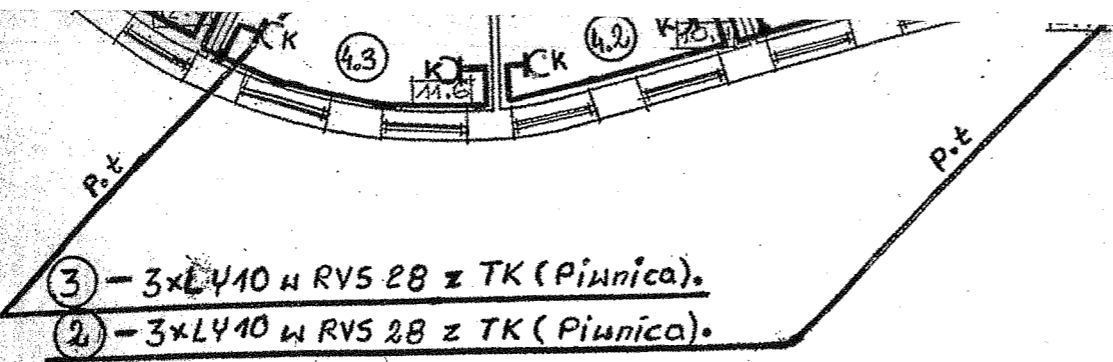 K 4.3 4.2 K
K 11.6 K
p.t p.t
3 - 3xLY10 w RVS 28 z TK (Piwnica).
2 - 3xLY10 w RVS 28 z TK (Piwnica).